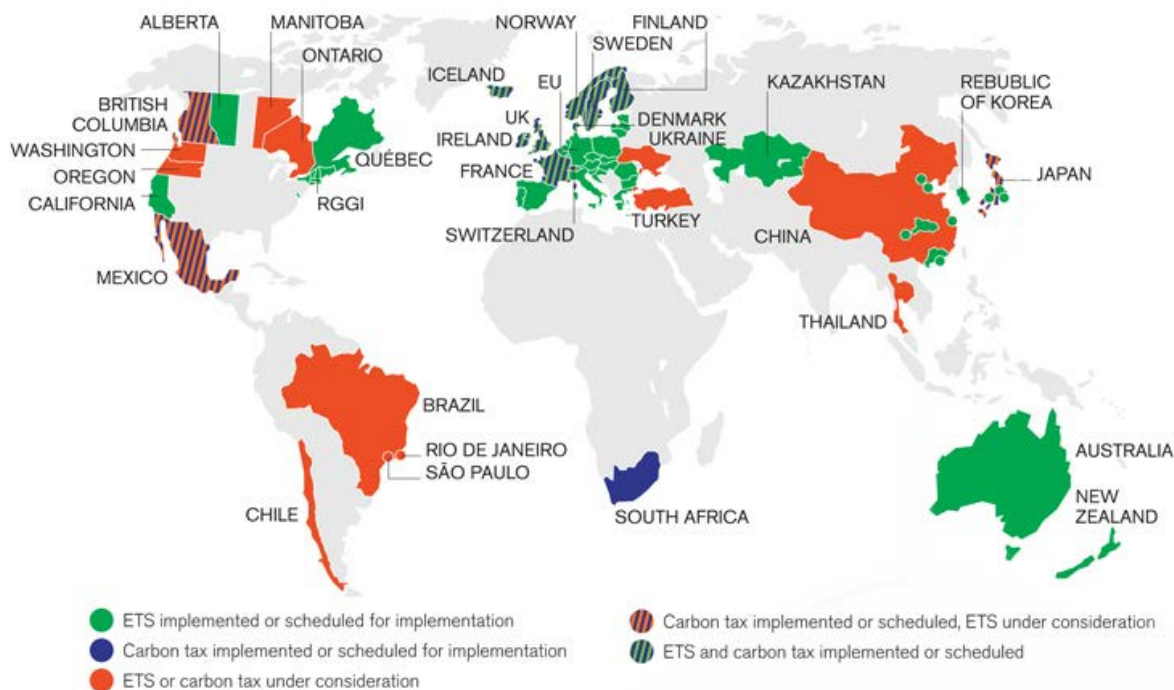 ALBERTA
MANITOBA
ONTARIO
BRITISH
COLUMBIA
WASHINGTON
OREGON
CALIFORNIA
QUÉBEC
RGGI
MEXICO
NORWAY
FINLAND
SWEDEN
ICELAND
EU
UK
IRELAND
DENMARK
UKRAINE
FRANCE
SWITZERLAND
TURKEY
KAZAKHSTAN
REBUBLIC
OF KOREA
JAPAN
CHINA
THAILAND
BRAZIL
RIO DE JANEIRO
SÃO PAULO
CHILE
SOUTH AFRICA
AUSTRALIA
NEW
ZEALAND
ETS implemented or scheduled for implementation
Carbon tax implemented or scheduled for implementation
ETS or carbon tax under consideration
Carbon tax implemented or scheduled, ETS under consideration
ETS and carbon tax implemented or scheduled